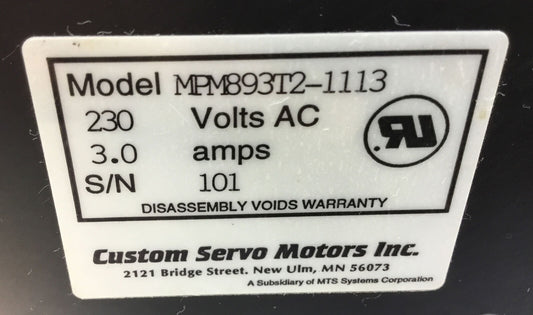 Model MPM893T2-1113
230 Volts AC
3.0 amps
S/N 101
RU
DISASSEMBLY VOIDS WARRANTY
Custom Servo Motors Inc.
2121 Bridge Street. New Ulm, MN 56073
A Subsidiary of MTS Systems Corporation